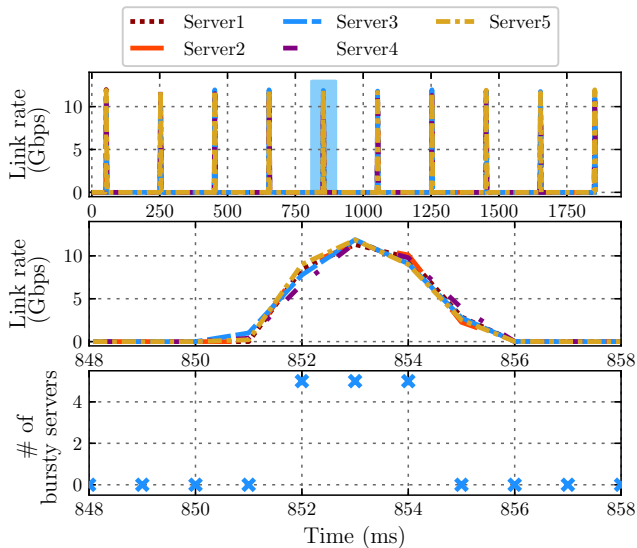 Server1 Server3 Server5
Server2 Server4
Link rate
(Gbps)
10
5
0
0 250 500 750 1000 1250 1500 1750
Link rate
(Gbps)
10
5
0
848 850 852 854 856 858
# of
bursty servers
4
2
0
848 850 852 854 856 858
Time (ms)